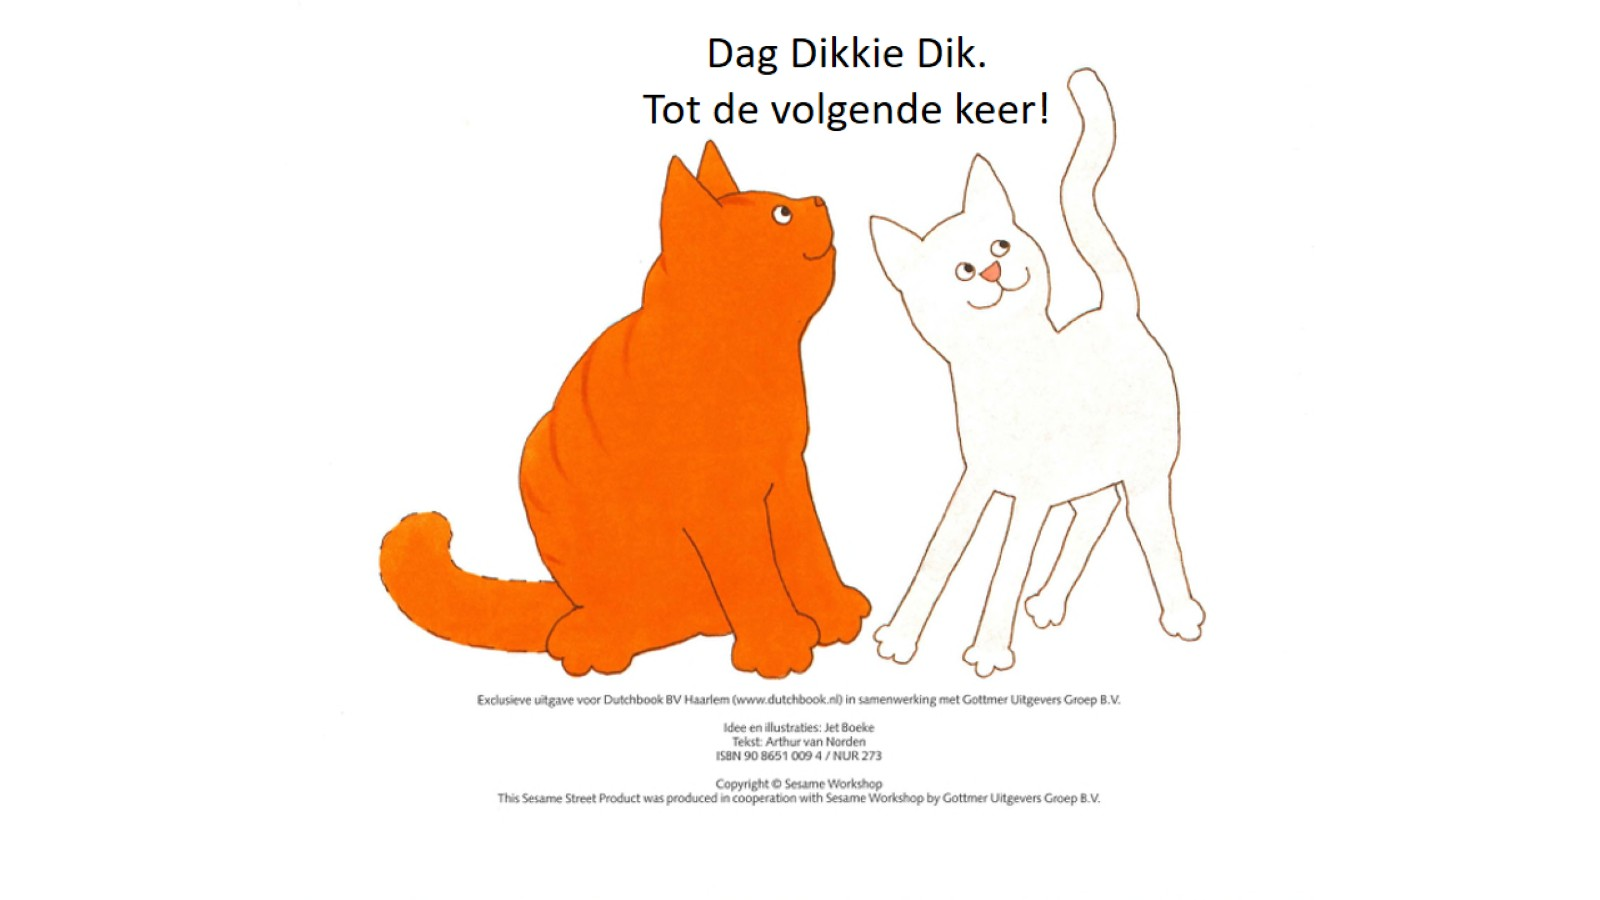 Dag Dikkie Dik.
Tot de volgende keer!
Exclusieve uitgave voor Dutchbook BV Haarlem (www.dutchbook.nl) in samenwerking met Gottmer Uitgevers Groep B.V.
Idee en illustraties: Jet Boeke
Tekst: Arthur van Norden
ISBN 90 8651 009 4 / NUR 273
Copyright © Sesame Workshop
This Sesame Street Product was produced in cooperation with Sesame Workshop by Gottmer Uitgevers Groep B.V.